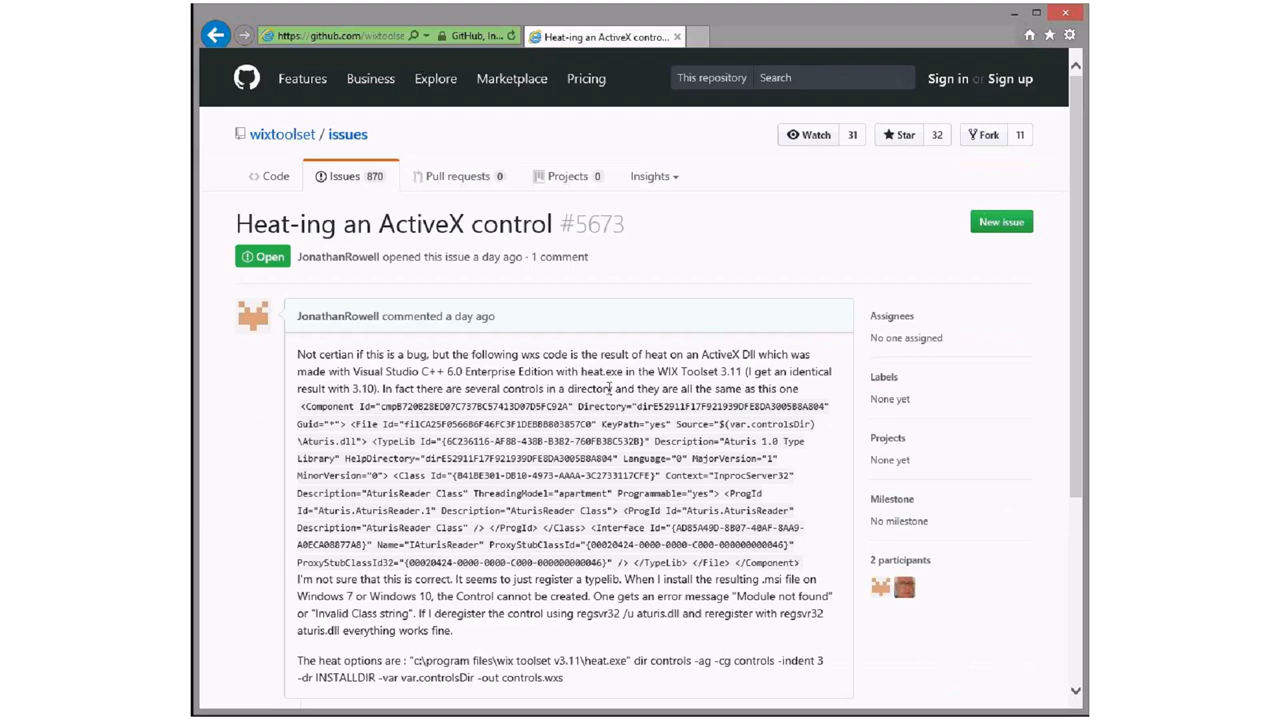 https://github.com/wixtoolse
GitHub, In...
Heat-ing an ActiveX contro...
Features Business Explore Marketplace Pricing
This repository Search
Sign in or Sign up
wixtoolset / issues
Watch 31 Star 32 Fork 11
Code Issues 870 Pull requests 0 Projects 0 Insights
Heat-ing an ActiveX control #5673
New issue
Open JonathanRowell opened this issue a day ago · 1 comment
JonathanRowell commented a day ago
Not certian if this is a bug, but the following wxs code is the result of heat on an ActiveX Dll which was
made with Visual Studio C++ 6.0 Enterprise Edition with heat.exe in the WIX Toolset 3.11 (I get an identical
result with 3.10). In fact there are several controls in a directory and they are all the same as this one
<Component Id="cmpB720B28ED07C737BC57413D07D5FC92A" Directory="dirE52911F17F921939DFE8DA3005B8A804"
Guid="*"> <File Id="filCA25F0566B6F46FC3F1DEBBB803857C0" KeyPath="yes" Source="$(var.controlsDir)
\Aturis.dll"> <TypeLib Id="{6C236116-AF88-438B-B382-760FB38C532B}" Description="Aturis 1.0 Type
Library" HelpDirectory="dirE52911F17F921939DFE8DA3005B8A804" Language="0" MajorVersion="1"
MinorVersion="0"> <Class Id="{B41BE301-DB10-4973-AAAA-3C2733117CFE}" Context="InprocServer32"
Description="AturisReader Class" ThreadingModel="apartment" Programmable="yes"> <ProgId
Id="Aturis.AturisReader.1" Description="AturisReader Class"> <ProgId Id="Aturis.AturisReader"
Description="AturisReader Class" /> </ProgId> </Class> <Interface Id="{AD85A49D-8B07-40AF-8AA9-
A0ECA08877A8}" Name="IAturisReader" ProxyStubClassId="{00020424-0000-0000-C000-000000000046}"
ProxyStubClassId32="{00020424-0000-0000-C000-000000000046}" /> </TypeLib> </File> </Component>
I'm not sure that this is correct. It seems to just register a typelib. When I install the resulting .msi file on
Windows 7 or Windows 10, the Control cannot be created. One gets an error message "Module not found"
or "Invalid Class string". If I deregister the control using regsvr32 /u aturis.dll and reregister with regsvr32
aturis.dll everything works fine.
The heat options are : "c:\program files\wix toolset v3.11\heat.exe" dir controls -ag -cg controls -indent 3
-dr INSTALLDIR -var var.controlsDir -out controls.wxs
Assignees
No one assigned
Labels
None yet
Projects
None yet
Milestone
No milestone
2 participants